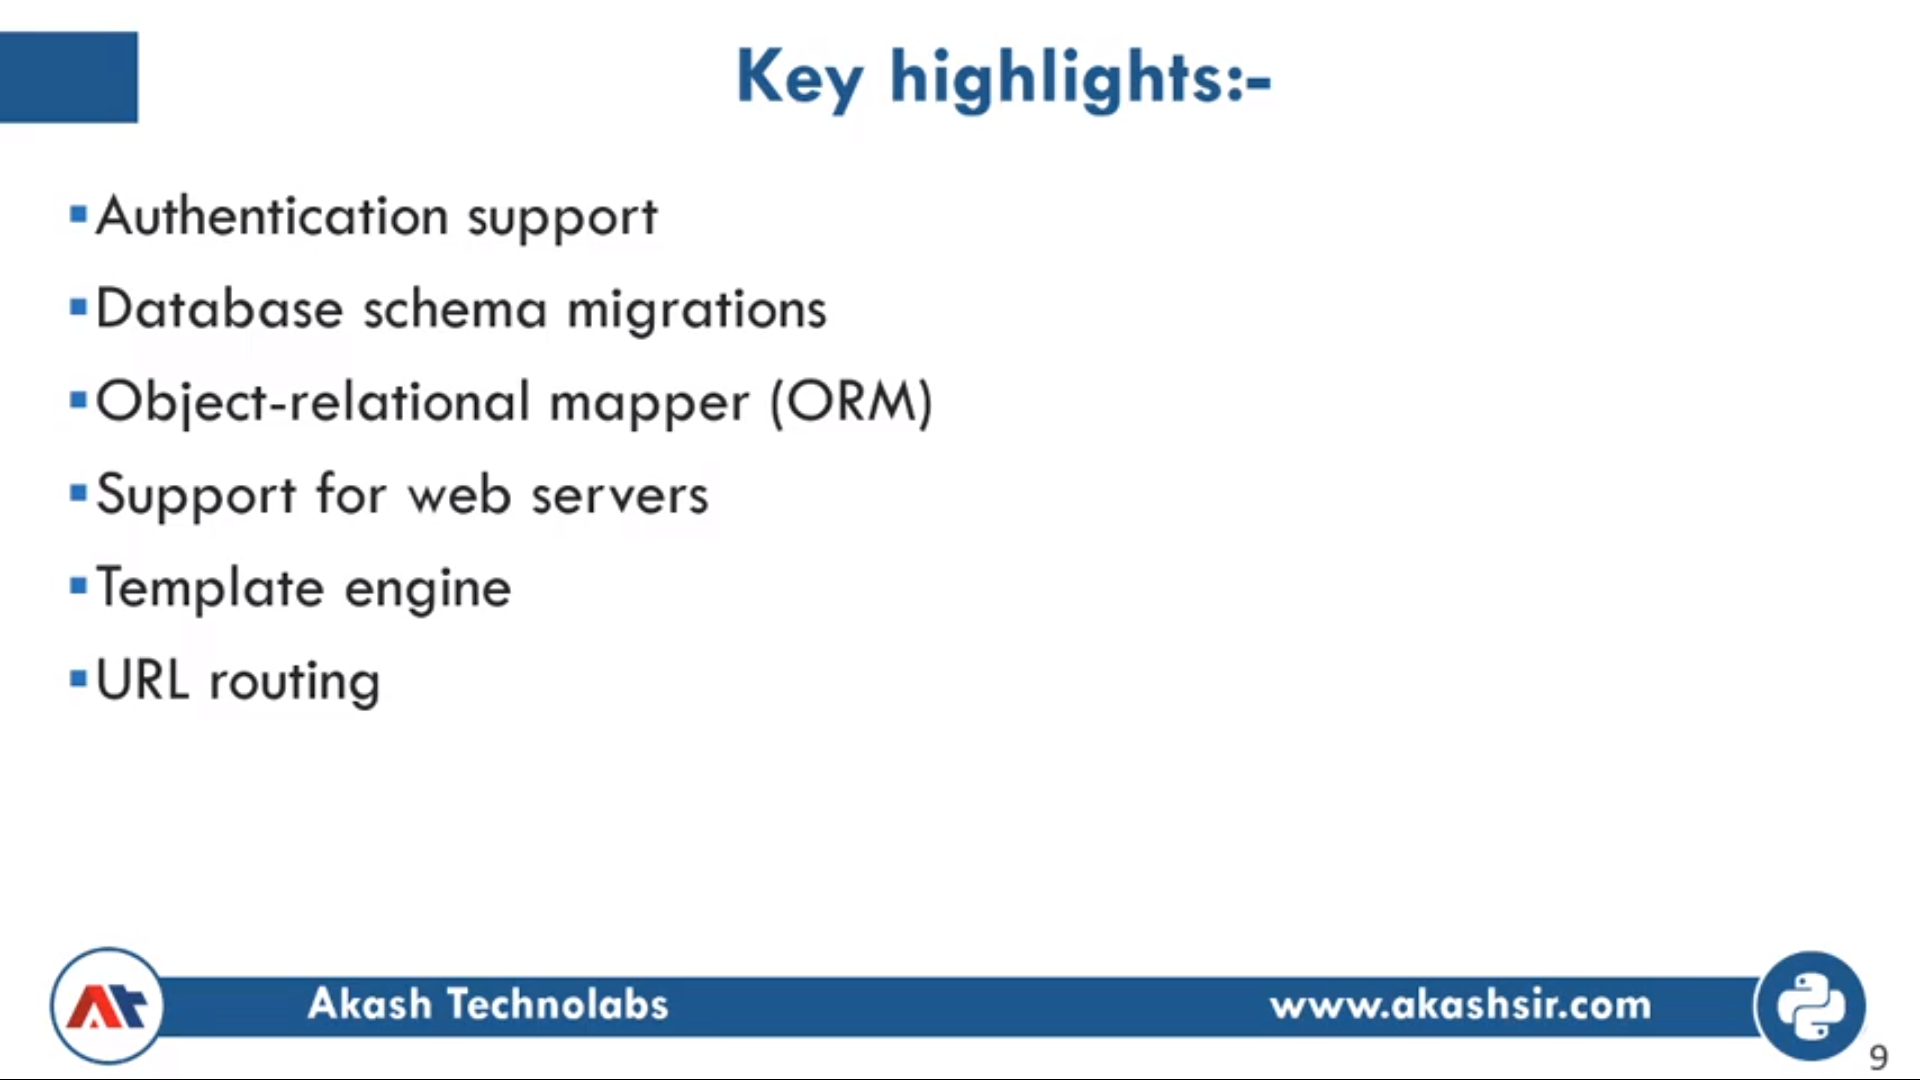 Key highlights:-
Authentication support
Database schema migrations
Object-relational mapper (ORM)
Support for web servers
Template engine
URL routing
At
Akash Technolabs
www.akashsir.com
9